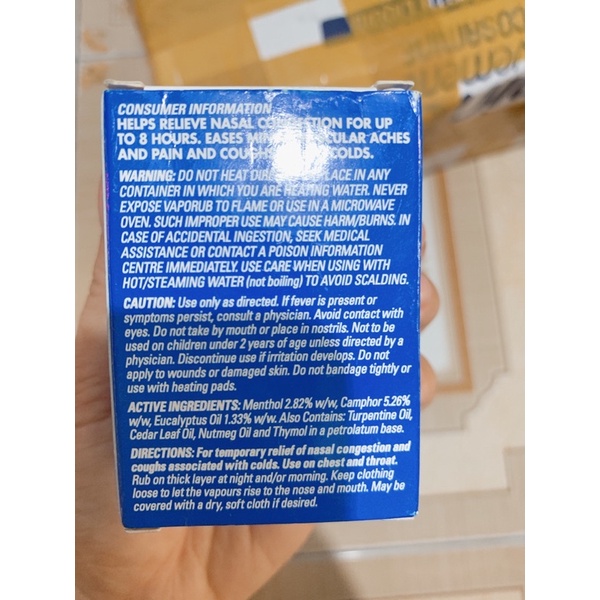 CONSUMER INFORMATION
HELPS RELIEVE NASAL CONGESTION FOR UP
TO 8 HOURS. EASES MINOR MUSCULAR ACHES
AND PAIN AND COUGHS COLDS.
WARNING: DO NOT HEAT PLACE IN ANY
CONTAINER IN WHICH YOU ARE HEATING WATER. NEVER
EXPOSE VAPORUB TO FLAME OR USE IN A MICROWAVE
OVEN. SUCH IMPROPER USE MAY CAUSE HARM/BURNS. IN
CASE OF ACCIDENTAL INGESTION, SEEK MEDICAL
ASSISTANCE OR CONTACT A POISON INFORMATION
CENTRE IMMEDIATELY. USE CARE WHEN USING WITH
HOT/STEAMING WATER (not boiling) TO AVOID SCALDING.
CAUTION: Use only as directed. If fever is present or
symptoms persist, consult a physician. Avoid contact with
eyes. Do not take by mouth or place in nostrils. Not to be
used on children under 2 years of age unless directed by a
physician. Discontinue use if irritation develops. Do not
apply to wounds or damaged skin. Do not bandage tightly or
use with heating pads.
ACTIVE INGREDIENTS: Menthol 2.82% w/w, Camphor 5.26%
w/w, Eucalyptus Oil 1.33% w/w. Also Contains: Turpentine Oil,
Cedar Leaf Oil, Nutmeg Oil and Thymol in a petrolatum base.
DIRECTIONS: For temporary relief of nasal congestion and
coughs associated with colds. Use on chest and throat.
Rub on thick layer at night and/or morning. Keep clothing
loose to let the vapours rise to the nose and mouth. May be
covered with a dry, soft cloth if desired.